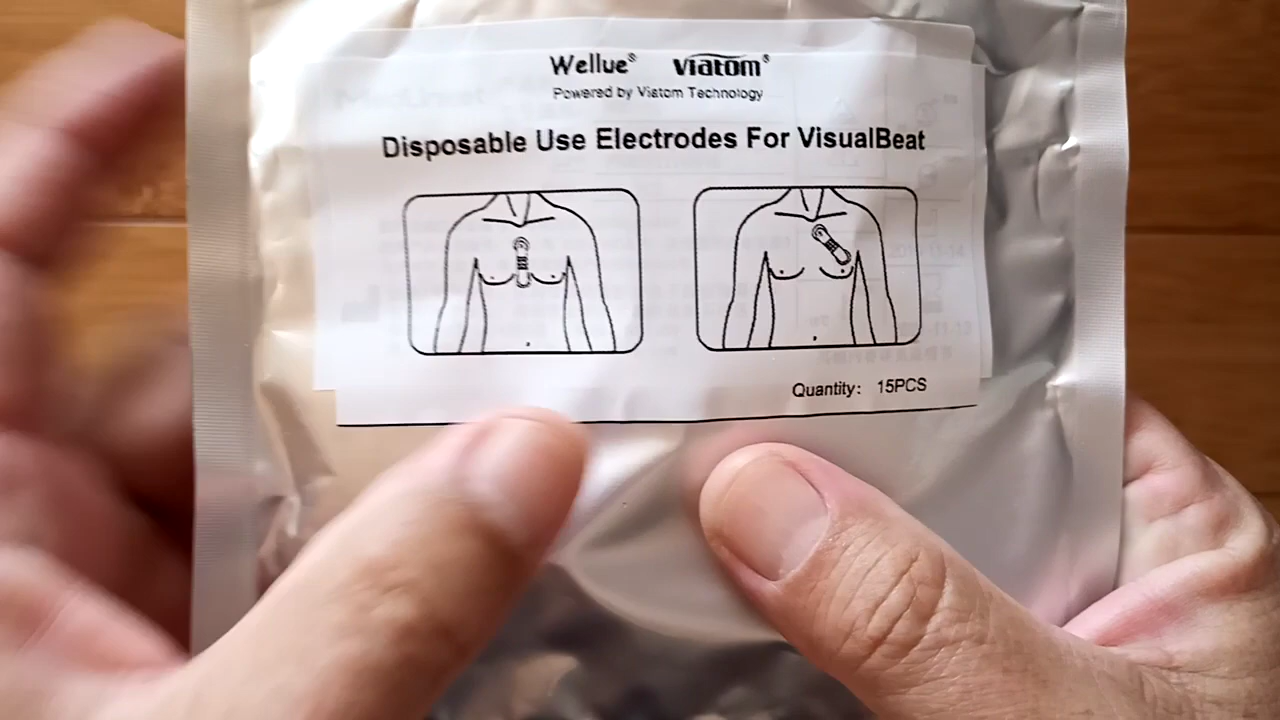 Wellue® viatom®
Powered by Viatom Technology
Disposable Use Electrodes For VisualBeat
Quantity: 15PCS